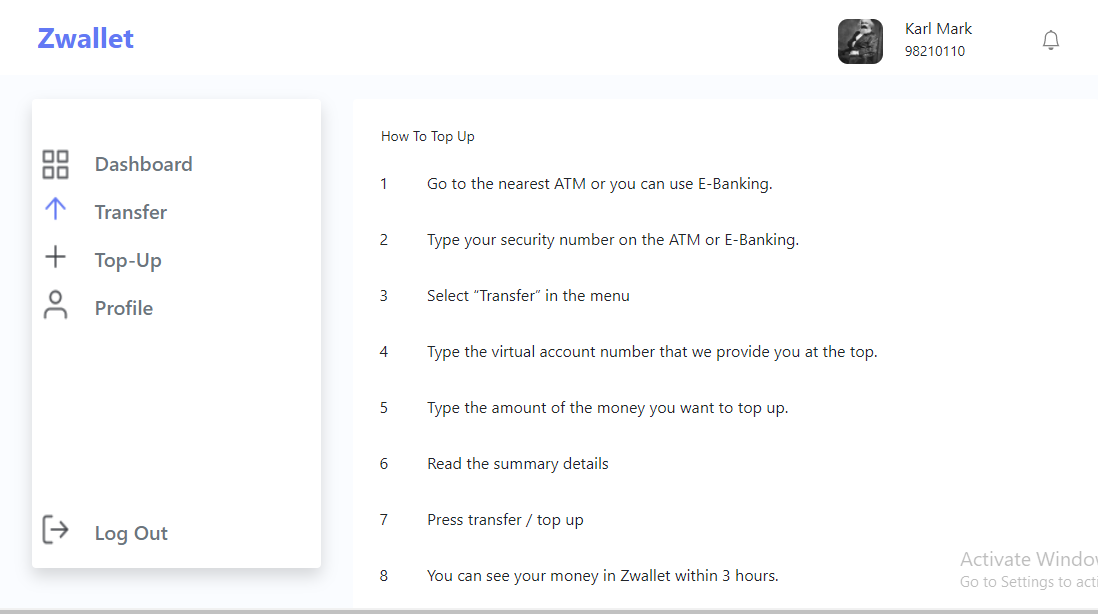 Zwallet
Karl Mark
98210110
Dashboard
Transfer
Top-Up
Profile
Log Out
How To Top Up
1 Go to the nearest ATM or you can use E-Banking.
2 Type your security number on the ATM or E-Banking.
3 Select “Transfer” in the menu
4 Type the virtual account number that we provide you at the top.
5 Type the amount of the money you want to top up.
6 Read the summary details
7 Press transfer / top up
8 You can see your money in Zwallet within 3 hours.
Activate
Go to Settings to